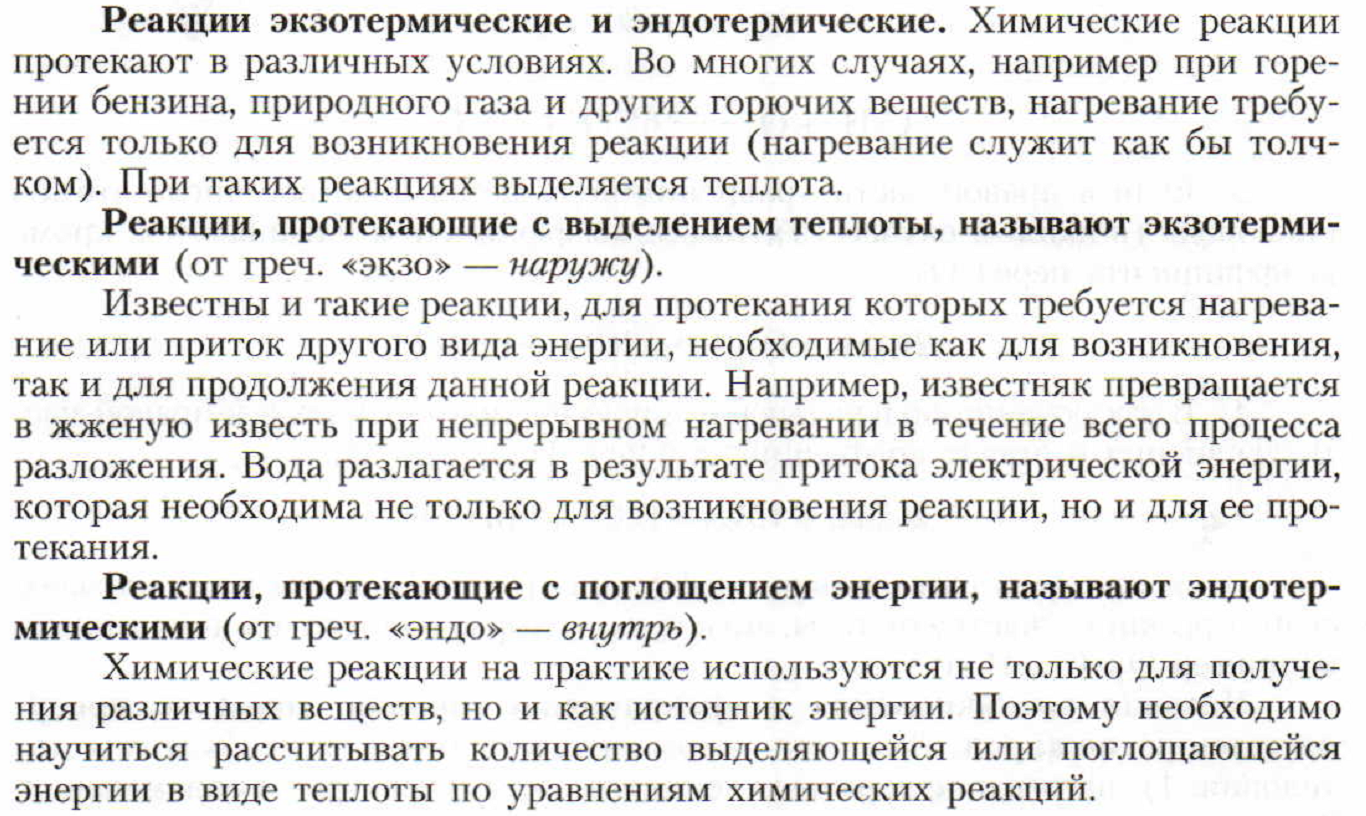 Реакции экзотермические и эндотермические. Химические реакции
протекают в различных условиях. Во многих случаях, например при горе-
нии бензина, природного газа и других горючих веществ, нагревание требу-
ется только для возникновения реакции (нагревание служит как бы толч-
ком). При таких реакциях выделяется теплота.
Реакции, протекающие с выделением теплоты, называют экзотерми-
ческими (от греч. «экзо» — наружу).
Известны и такие реакции, для протекания которых требуется нагрева-
ние или приток другого вида энергии, необходимые как для возникновения,
так и для продолжения данной реакции. Например, известняк превращается
в жженую известь при непрерывном нагревании в течение всего процесса
разложения. Вода разлагается в результате притока электрической энергии,
которая необходима не только для возникновения реакции, но и для ее про-
текания.
Реакции, протекающие с поглощением энергии, называют эндотер-
мическими (от греч. «эндо» — внутрь).
Химические реакции на практике используются не только для получе-
ния различных веществ, но и как источник энергии. Поэтому необходимо
научиться рассчитывать количество выделяющейся или поглощающейся
энергии в виде теплоты по уравнениям химических реакций.